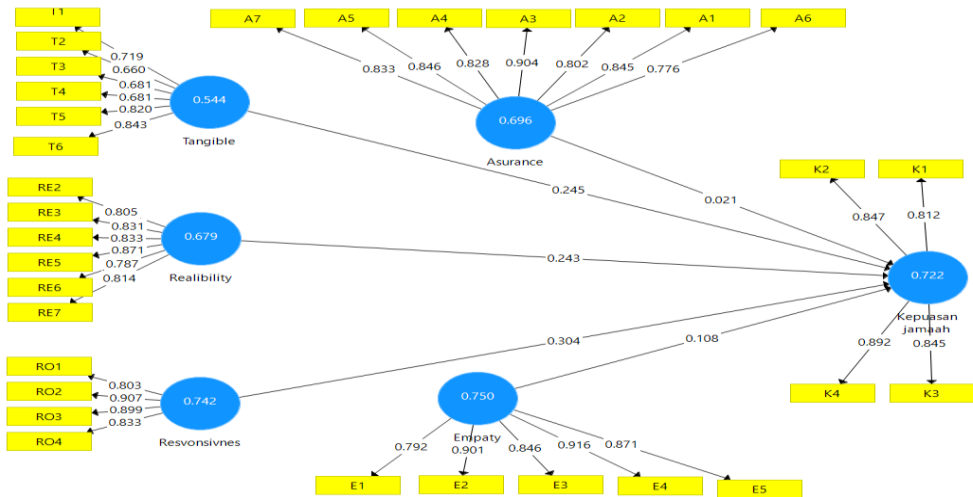 T1
T2
T3
T4
T5
T6
0.719
0.660
0.681
0.681
0.820
0.843
0.544
Tangible
A7
A5
A4
A3
A2
A1
A6
0.833
0.846
0.828
0.904
0.802
0.845
0.776
0.696
Asurance
RE2
RE3
RE4
RE5
RE6
RE7
0.805
0.831
0.833
0.871
0.787
0.814
0.679
Realibility
0.245
0.021
0.243
0.304
0.108
K2
K1
0.847
0.812
0.722
Kepuasan
jamaah
0.892
0.845
K4
K3
RO1
RO2
RO3
RO4
0.803
0.907
0.899
0.833
0.742
Resvonsivnes
0.750
Empaty
0.792
0.901
0.846
0.916
0.871
E1
E2
E3
E4
E5